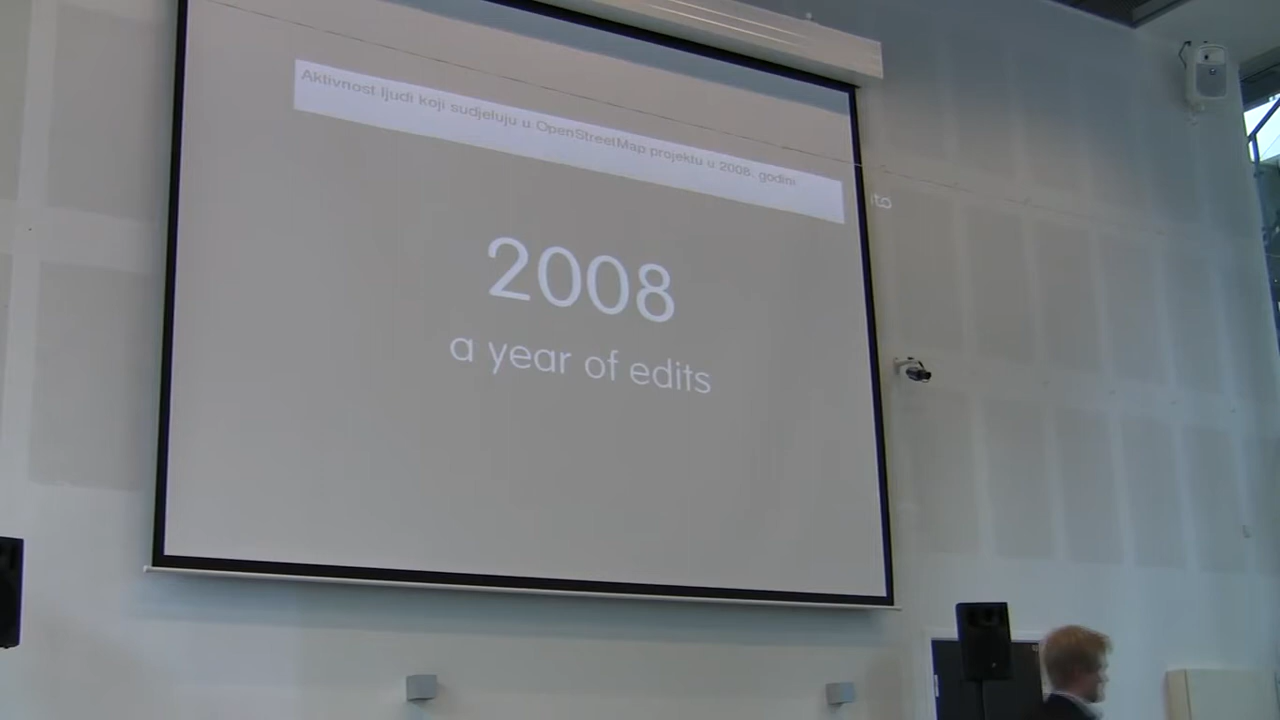 Aktivnost ljudi koji sudjeluju u OpenStreetMap projektu u 2008. godini
2008
a year of edits